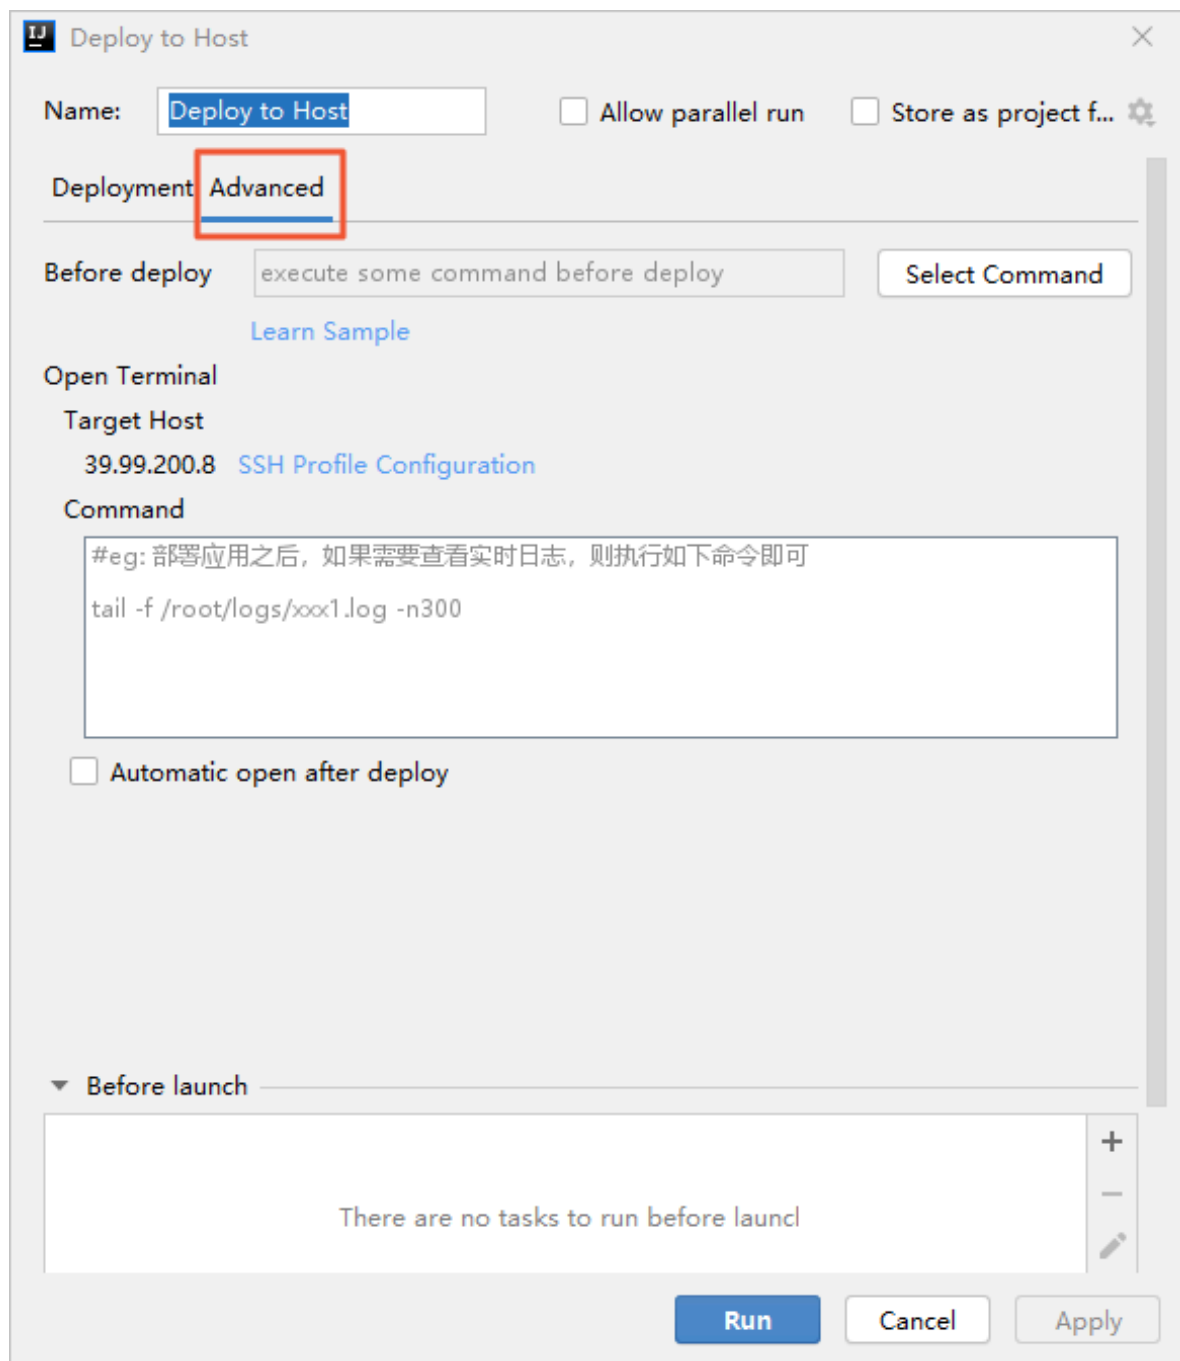 IJ
Deploy to Host
Name: Deploy to Host Allow parallel run Store as project f...
Deployment Advanced
Before deploy execute some command before deploy Select Command
Learn Sample
Open Terminal
Target Host
39.99.200.8 SSH Profile Configuration
Command
#eg: 部署应用之后，如果需要查看实时日志，则执行如下命令即可
tail -f /root/logs/xxx1.log -n300
Automatic open after deploy
Before launch
There are no tasks to run before launcl
Run Cancel Apply